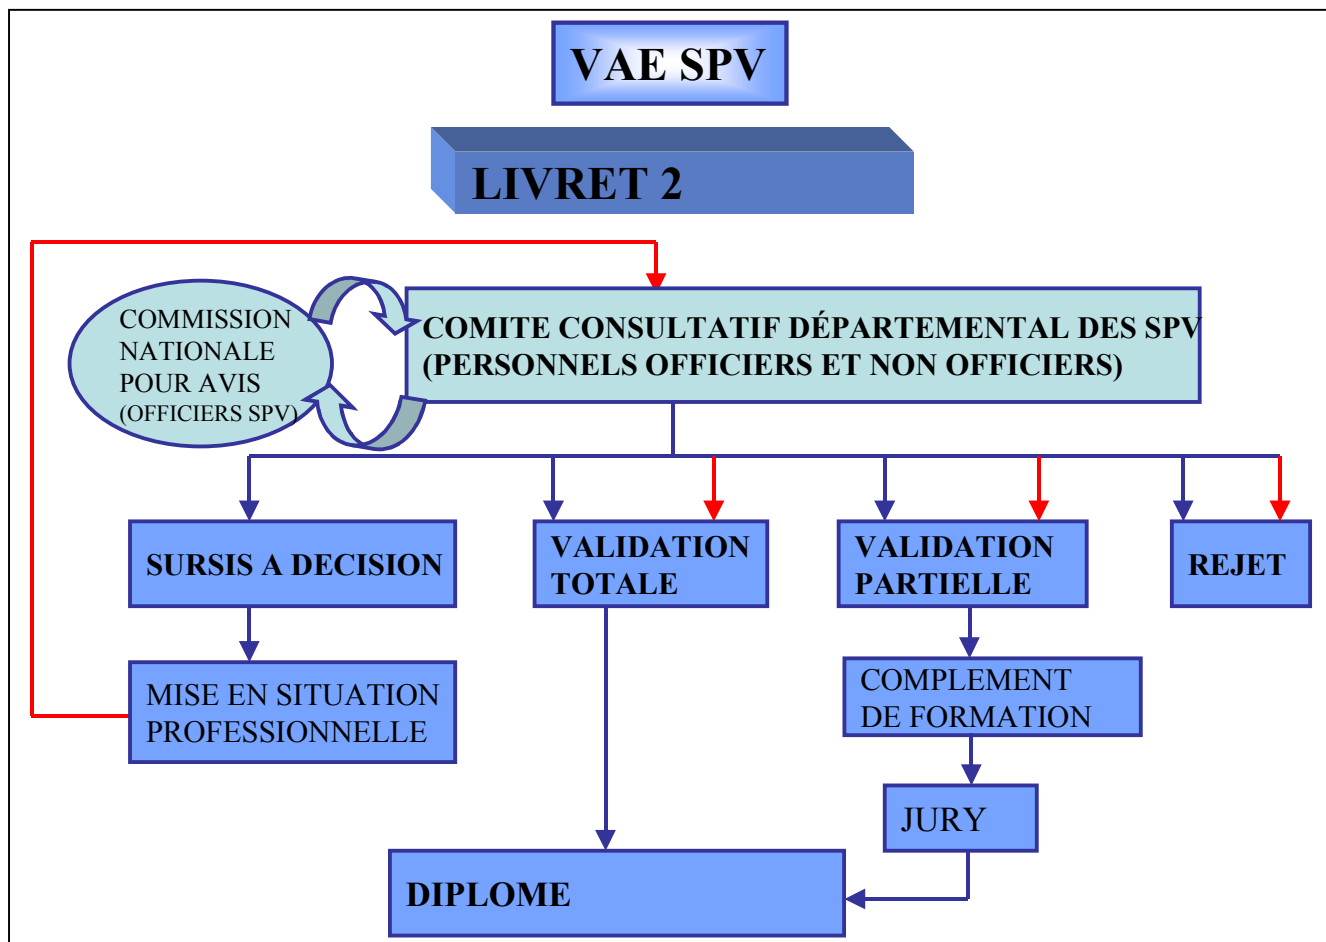 VAE SPV
LIVRET 2
COMMISSION
NATIONALE
POUR AVIS
(OFFICIERS SPV)
COMITE CONSULTATIF DÉPARTEMENTAL DES SPV
(PERSONNELS OFFICIERS ET NON OFFICIERS)
SURSIS A DECISION
VALIDATION
TOTALE
VALIDATION
PARTIELLE
REJET
MISE EN SITUATION
PROFESSIONNELLE
COMPLEMENT
DE FORMATION
JURY
DIPLOME